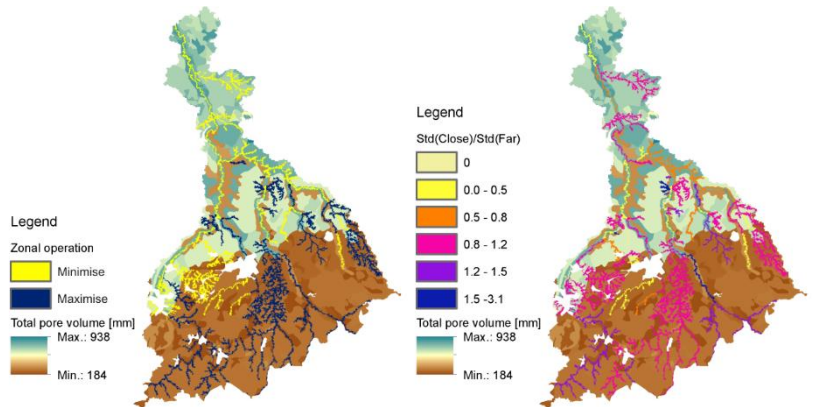 Legend
Zonal operation
Minimise
Maximise
Total pore volume [mm]
Max.: 938
Min.: 184
Legend
Std(Close)/Std(Far)
0
0.0 - 0.5
0.5 - 0.8
0.8 - 1.2
1.2 - 1.5
1.5 -3.1
Total pore volume [mm]
Max.: 938
Min.: 184